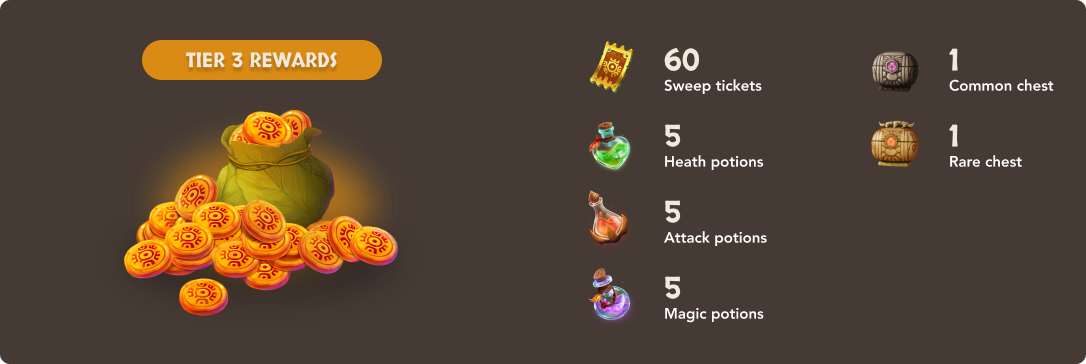 TIER 3 REWARDS
60
Sweep tickets
5
Heath potions
5
Attack potions
5
Magic potions
1
Common chest
1
Rare chest